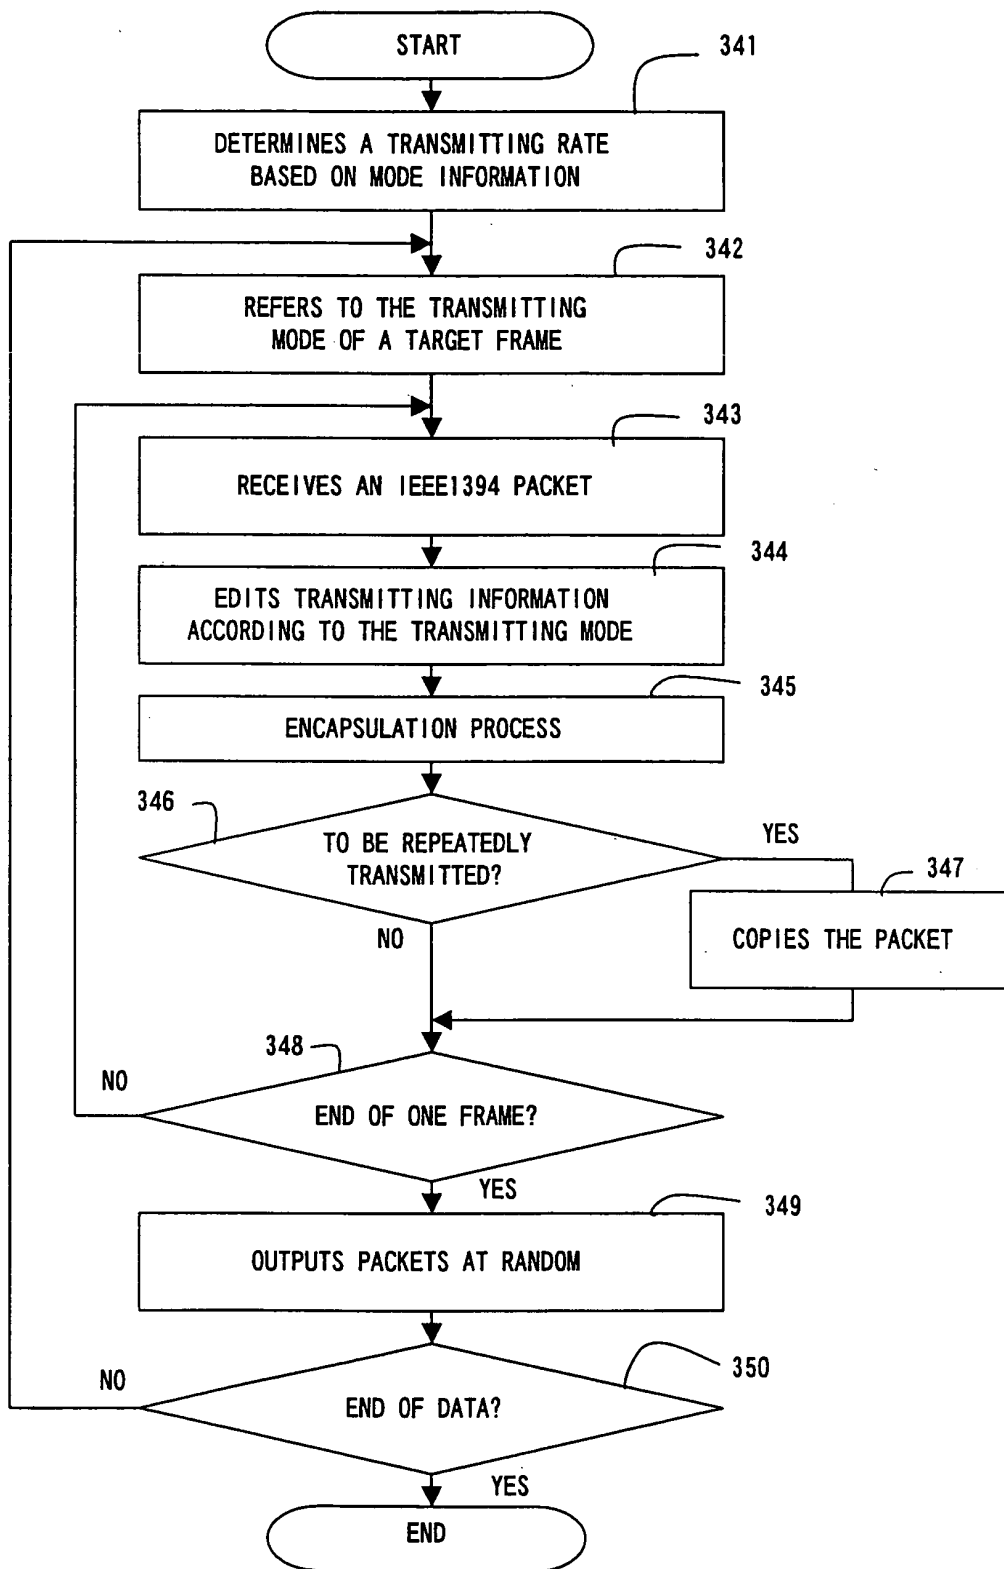 START
341
DETERMINES A TRANSMITTING RATE
BASED ON MODE INFORMATION
342
REFERS TO THE TRANSMITTING
MODE OF A TARGET FRAME
343
RECEIVES AN IEEE1394 PACKET
344
EDITS TRANSMITTING INFORMATION
ACCORDING TO THE TRANSMITTING MODE
345
ENCAPSULATION PROCESS
346
TO BE REPEATEDLY
TRANSMITTED?
YES
347
COPIES THE PACKET
NO
348
NO
END OF ONE FRAME?
YES
349
OUTPUTS PACKETS AT RANDOM
350
NO
END OF DATA?
YES
END